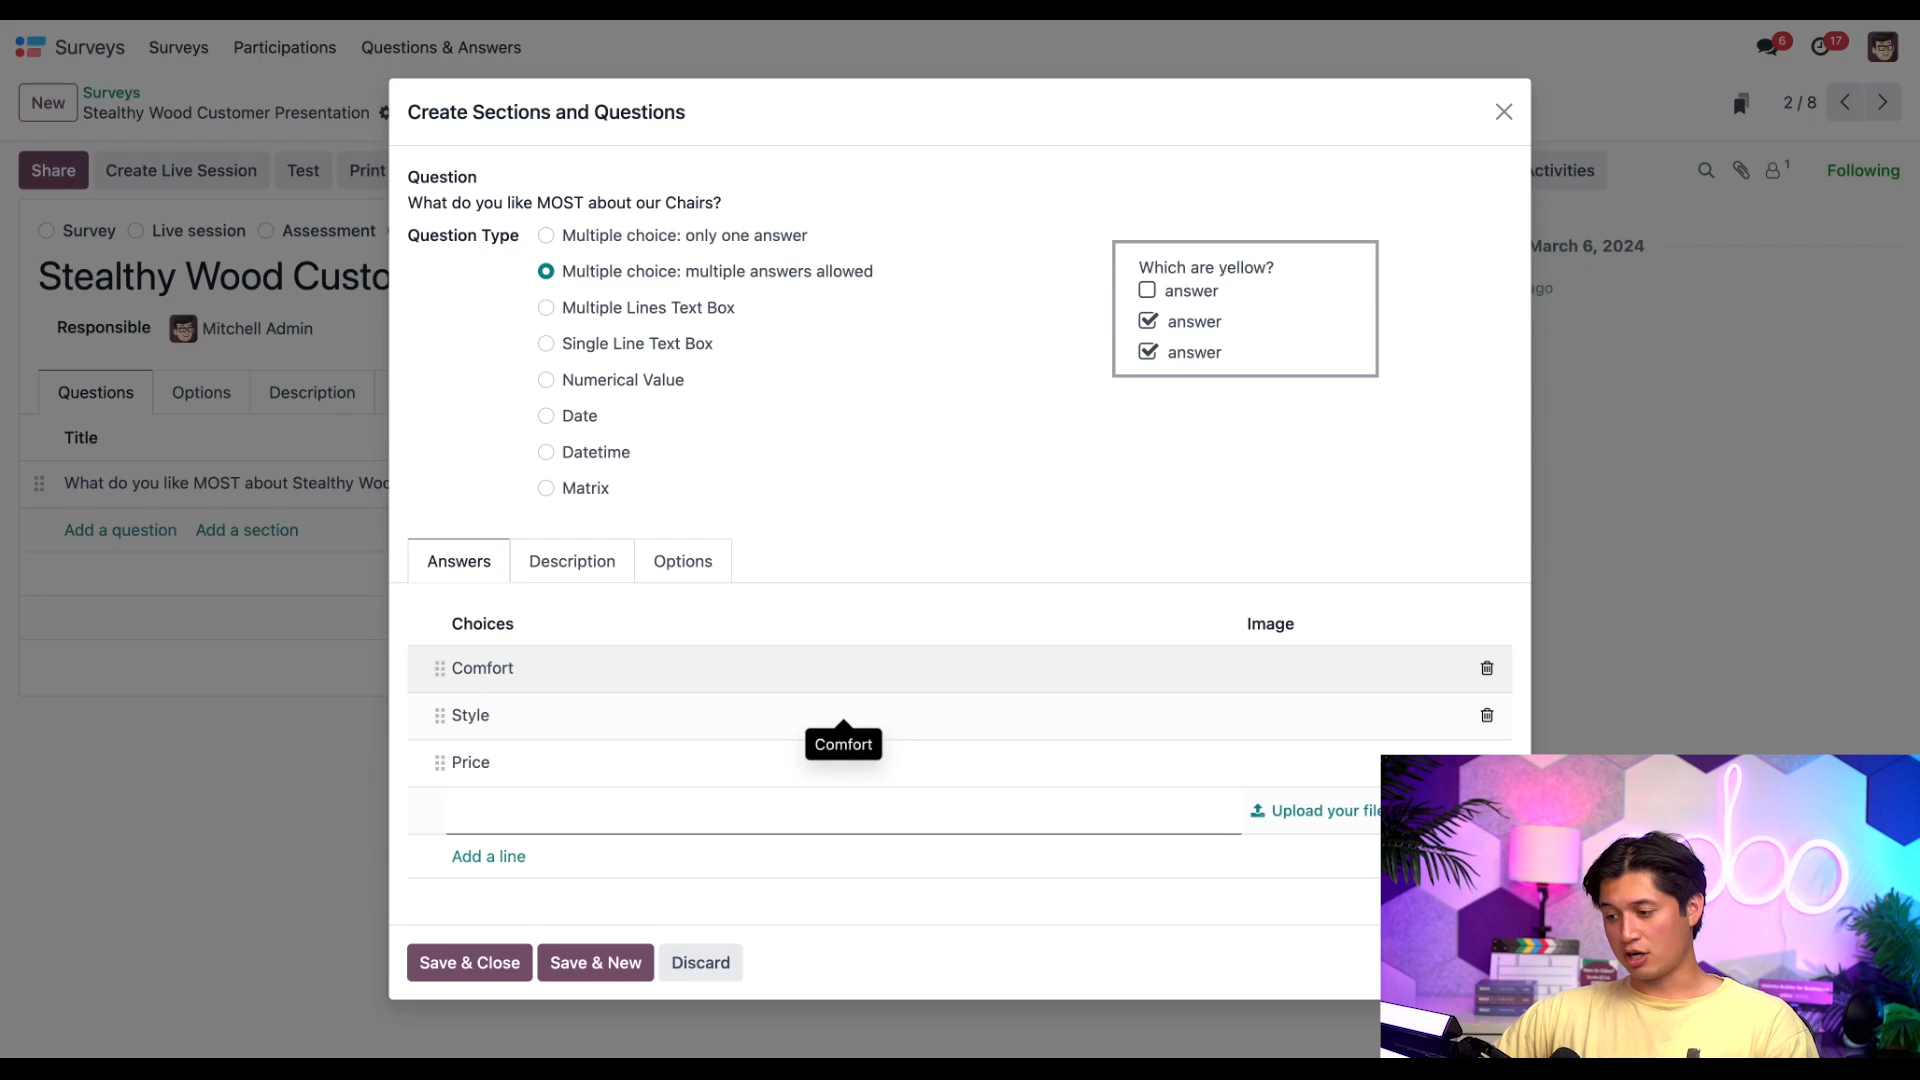 Surveys
Surveys
Participations
Questions & Answers
6
17
New
Surveys
Stealthy Wood Customer Presentation
2 / 8
Share
Create Live Session
Test
Print
Activities
1
Following
Survey
Live session
Assessment
Stealthy Wood Custo
Responsible
Mitchell Admin
March 6, 2024
ago
Questions
Options
Description
Title
What do you like MOST about Stealthy Woo
Add a question
Add a section
Create Sections and Questions
Question
What do you like MOST about our Chairs?
Question Type
Multiple choice: only one answer
Multiple choice: multiple answers allowed
Multiple Lines Text Box
Single Line Text Box
Numerical Value
Date
Datetime
Matrix
Which are yellow?
answer
answer
answer
Answers
Description
Options
Choices
Image
Comfort
Style
Comfort
Price
Upload your file
Add a line
Save & Close
Save & New
Discard